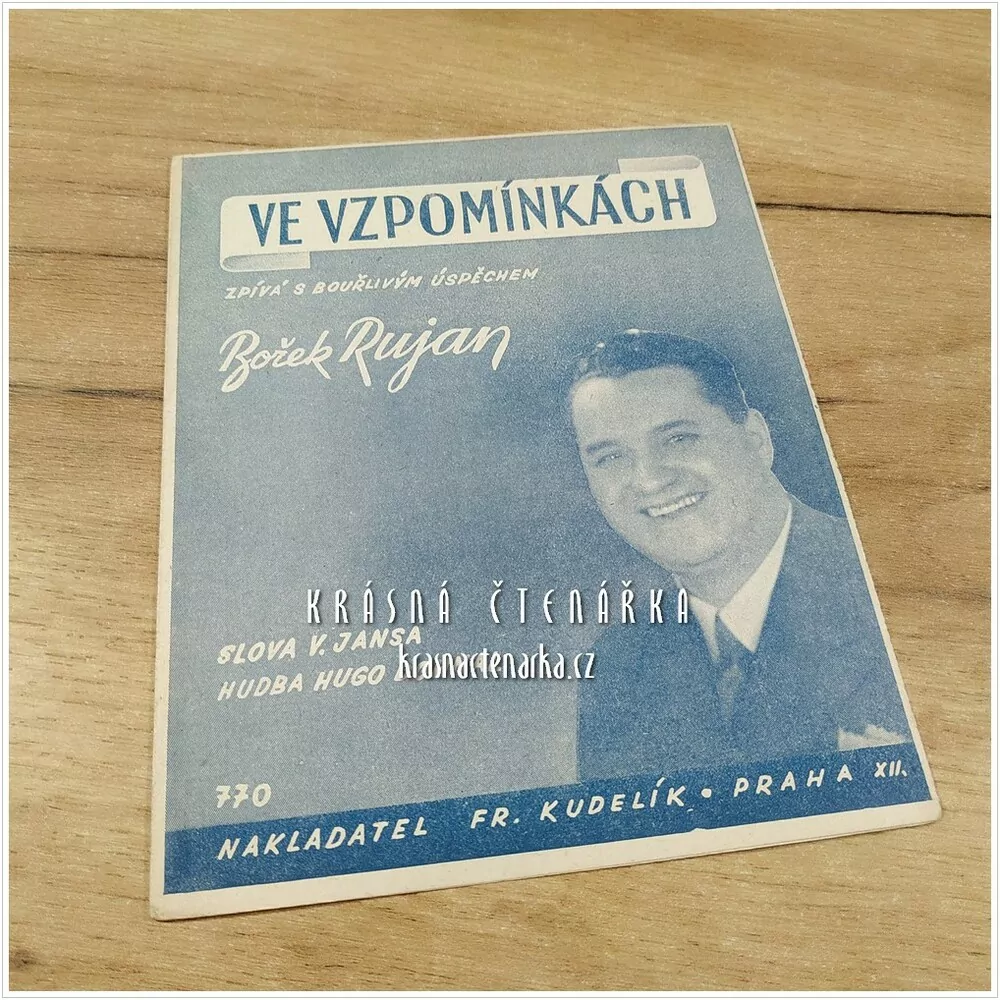 VE VZPOMÍNKÁCH
ZPÍVÁ S BOUŘLIVÝM ÚSPĚCHEM
Bořek Rujan
KRÁSNÁ ČTENÁŘKA
SLOVA V. JANSA
krasnactenarka.cz
HUDBA HUGO
770
NAKLADATEL FR. KUDELÍK • PRAHA XII.